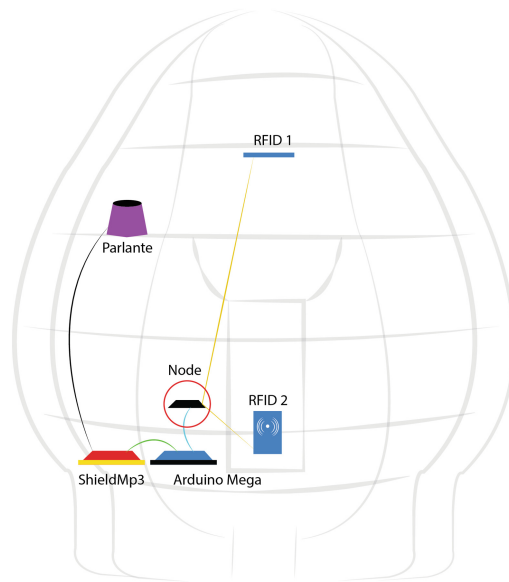 RFID 1
Parlante
Node
RFID 2
ShieldMp3
Arduino Mega